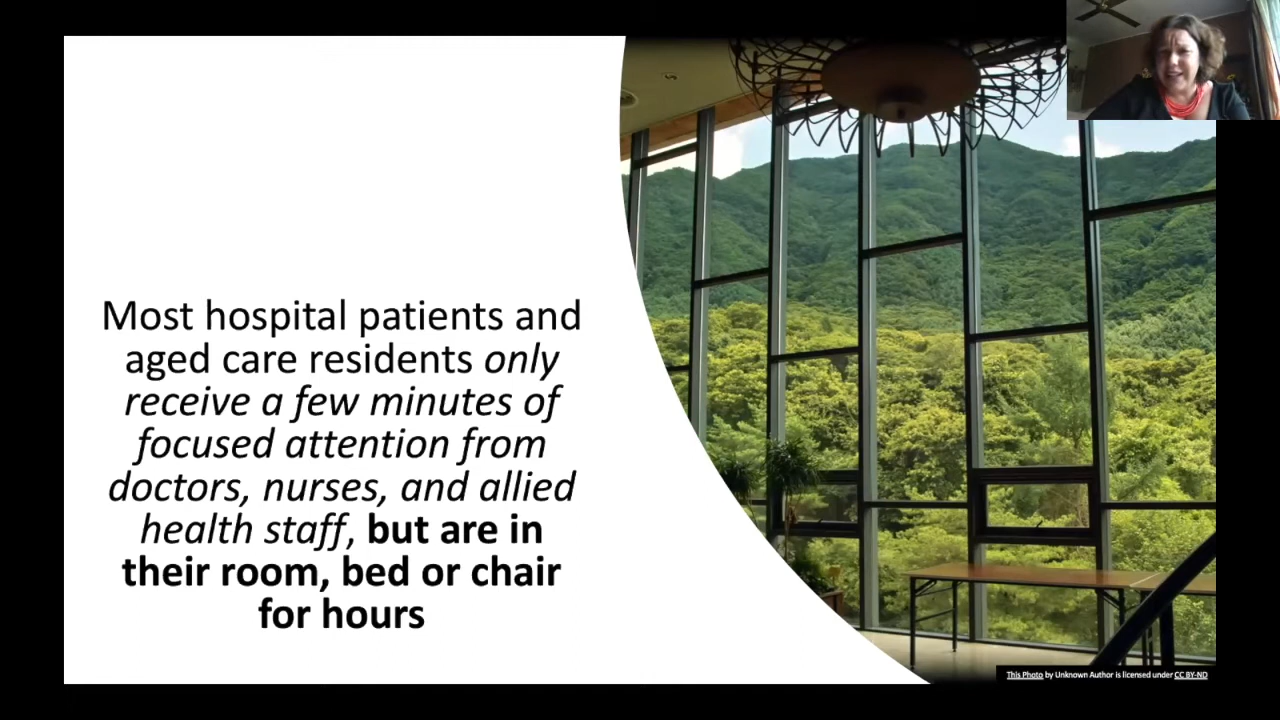 Most hospital patients and
aged care residents only
receive a few minutes of
focused attention from
doctors, nurses, and allied
health staff, but are in
their room, bed or chair
for hours
This Photo by Unknown Author is licensed under CC BY-ND